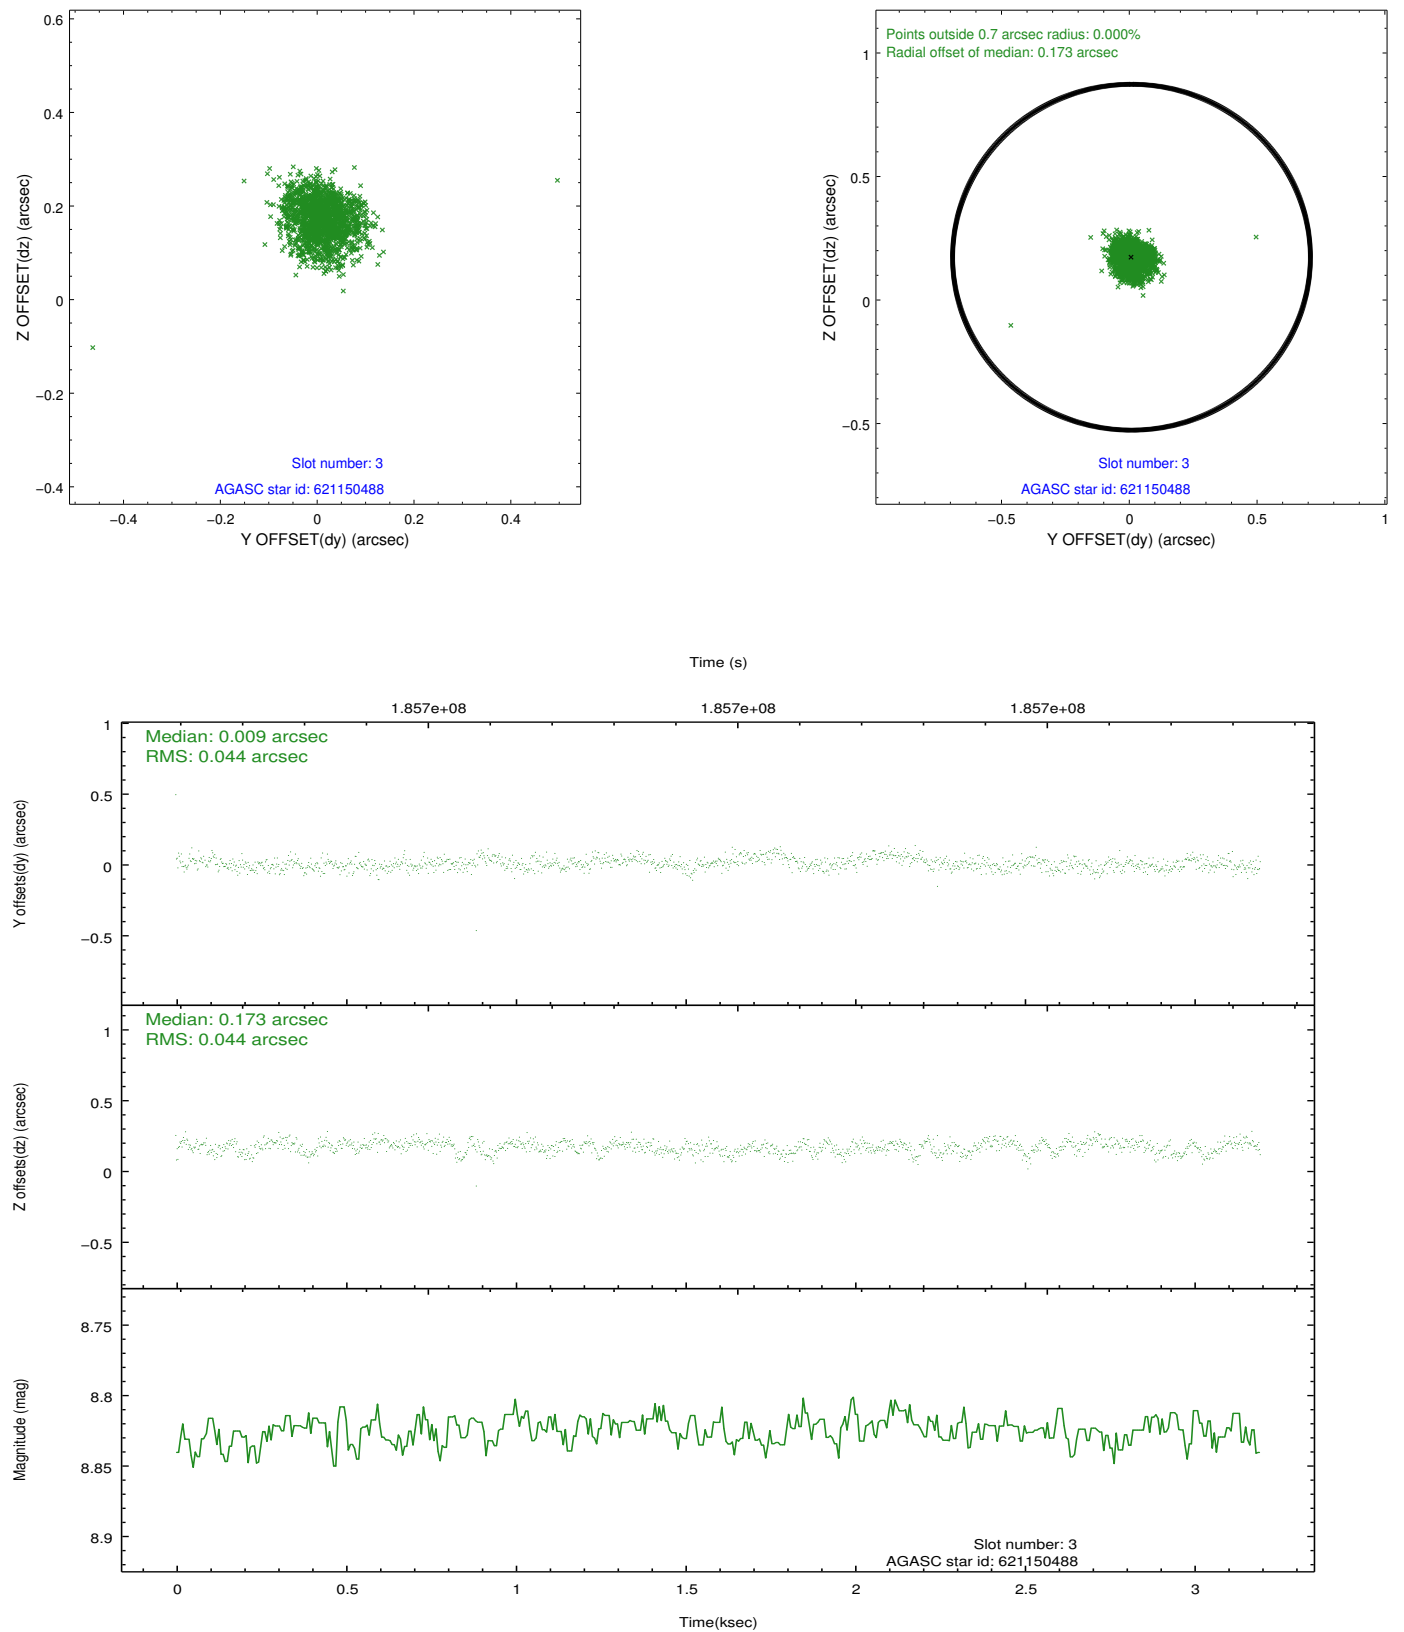 0.6
0.4
0.2
0
−0.2
−0.4
Z OFFSET(dz) (arcsec)
Slot number: 3
AGASC star id: 621150488
−0.4 −0.2 0 0.2 0.4
Y OFFSET(dy) (arcsec)
Points outside 0.7 arcsec radius: 0.000%
Radial offset of median: 0.173 arcsec
1
0.5
0
−0.5
Z OFFSET(dz) (arcsec)
Slot number: 3
AGASC star id: 621150488
−0.5 0 0.5 1
Y OFFSET(dy) (arcsec)
Time (s)
1.857e+08 1.857e+08 1.857e+08
Median: 0.009 arcsec
RMS: 0.044 arcsec
1
0.5
0
−0.5
Y offsets(dy) (arcsec)
Median: 0.173 arcsec
RMS: 0.044 arcsec
1
0.5
0
−0.5
Z offsets(dz) (arcsec)
8.75
8.8
8.85
8.9
Magnitude (mag)
Slot number: 3
AGASC star id: 621150488
0 0.5 1 1.5 2 2.5 3
Time(ksec)